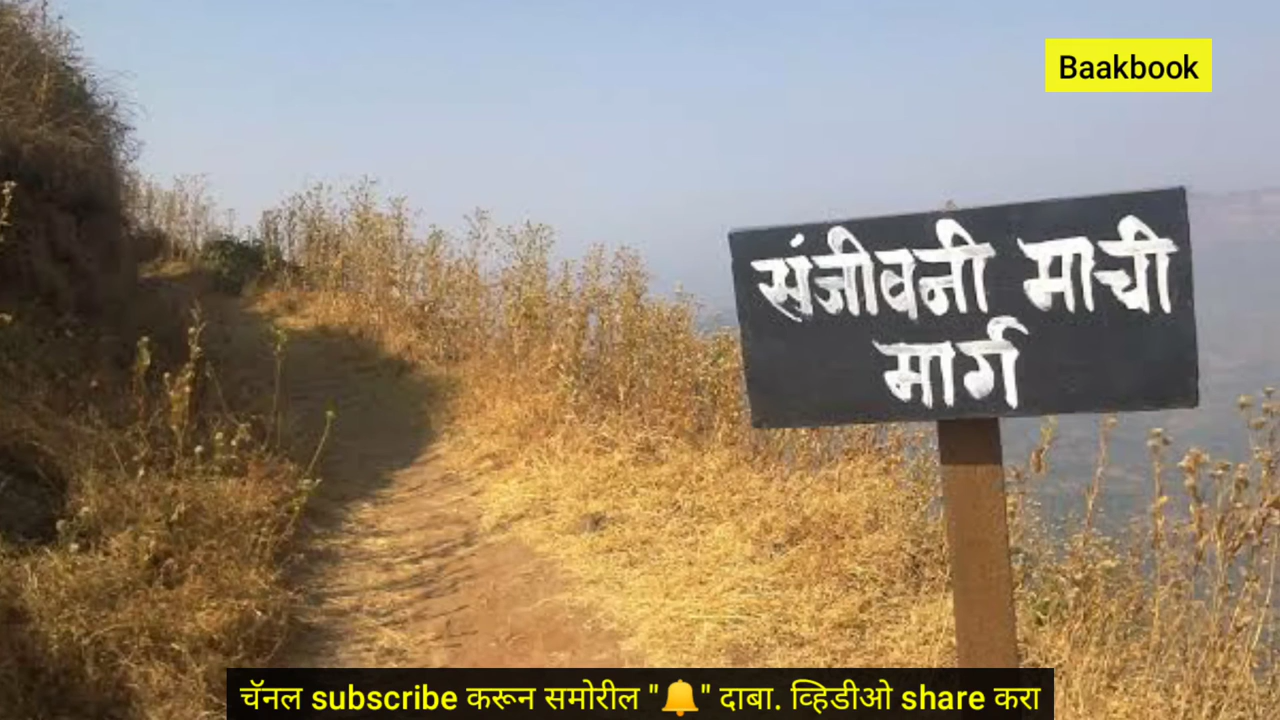 Baakbook
संजीवनी माची
मार्ग
चॅनल subscribe करून समोरील "🔔" दाबा. व्हिडीओ share करा